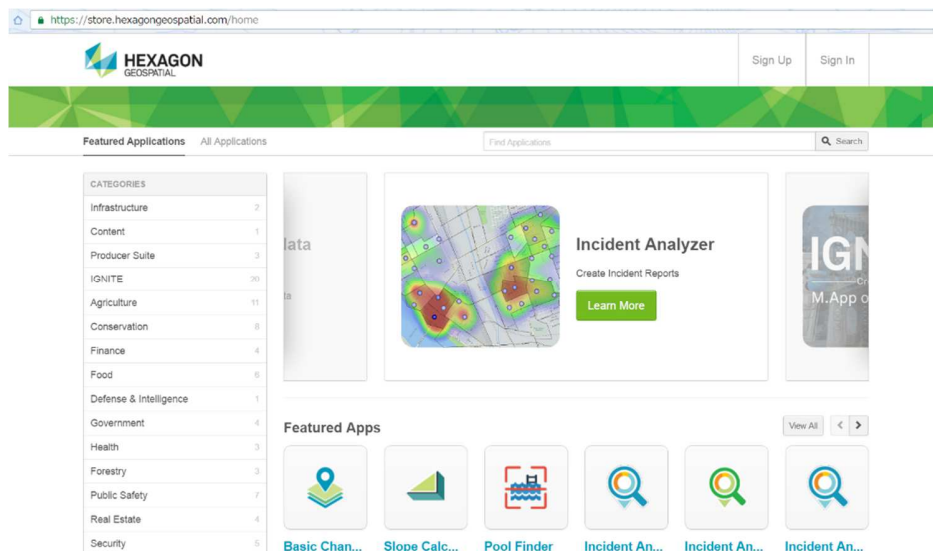 https://store.hexagongeospatial.com/home
HEXAGON
GEOSPATIAL
Sign Up
Sign In
Featured Applications
All Applications
Find Applications
Search
CATEGORIES
Infrastructure 2
Content 1
Producer Suite 3
IGNITE 20
Agriculture 11
Conservation 8
Finance 4
Food 6
Defense & Intelligence 1
Government 4
Health 3
Forestry 3
Public Safety 7
Real Estate 4
Security 5
Incident Analyzer
Create Incident Reports
Learn More
M.App
Featured Apps
View All
Basic Chan...
Slope Calc...
Pool Finder
Incident An...
Incident An...
Incident An...